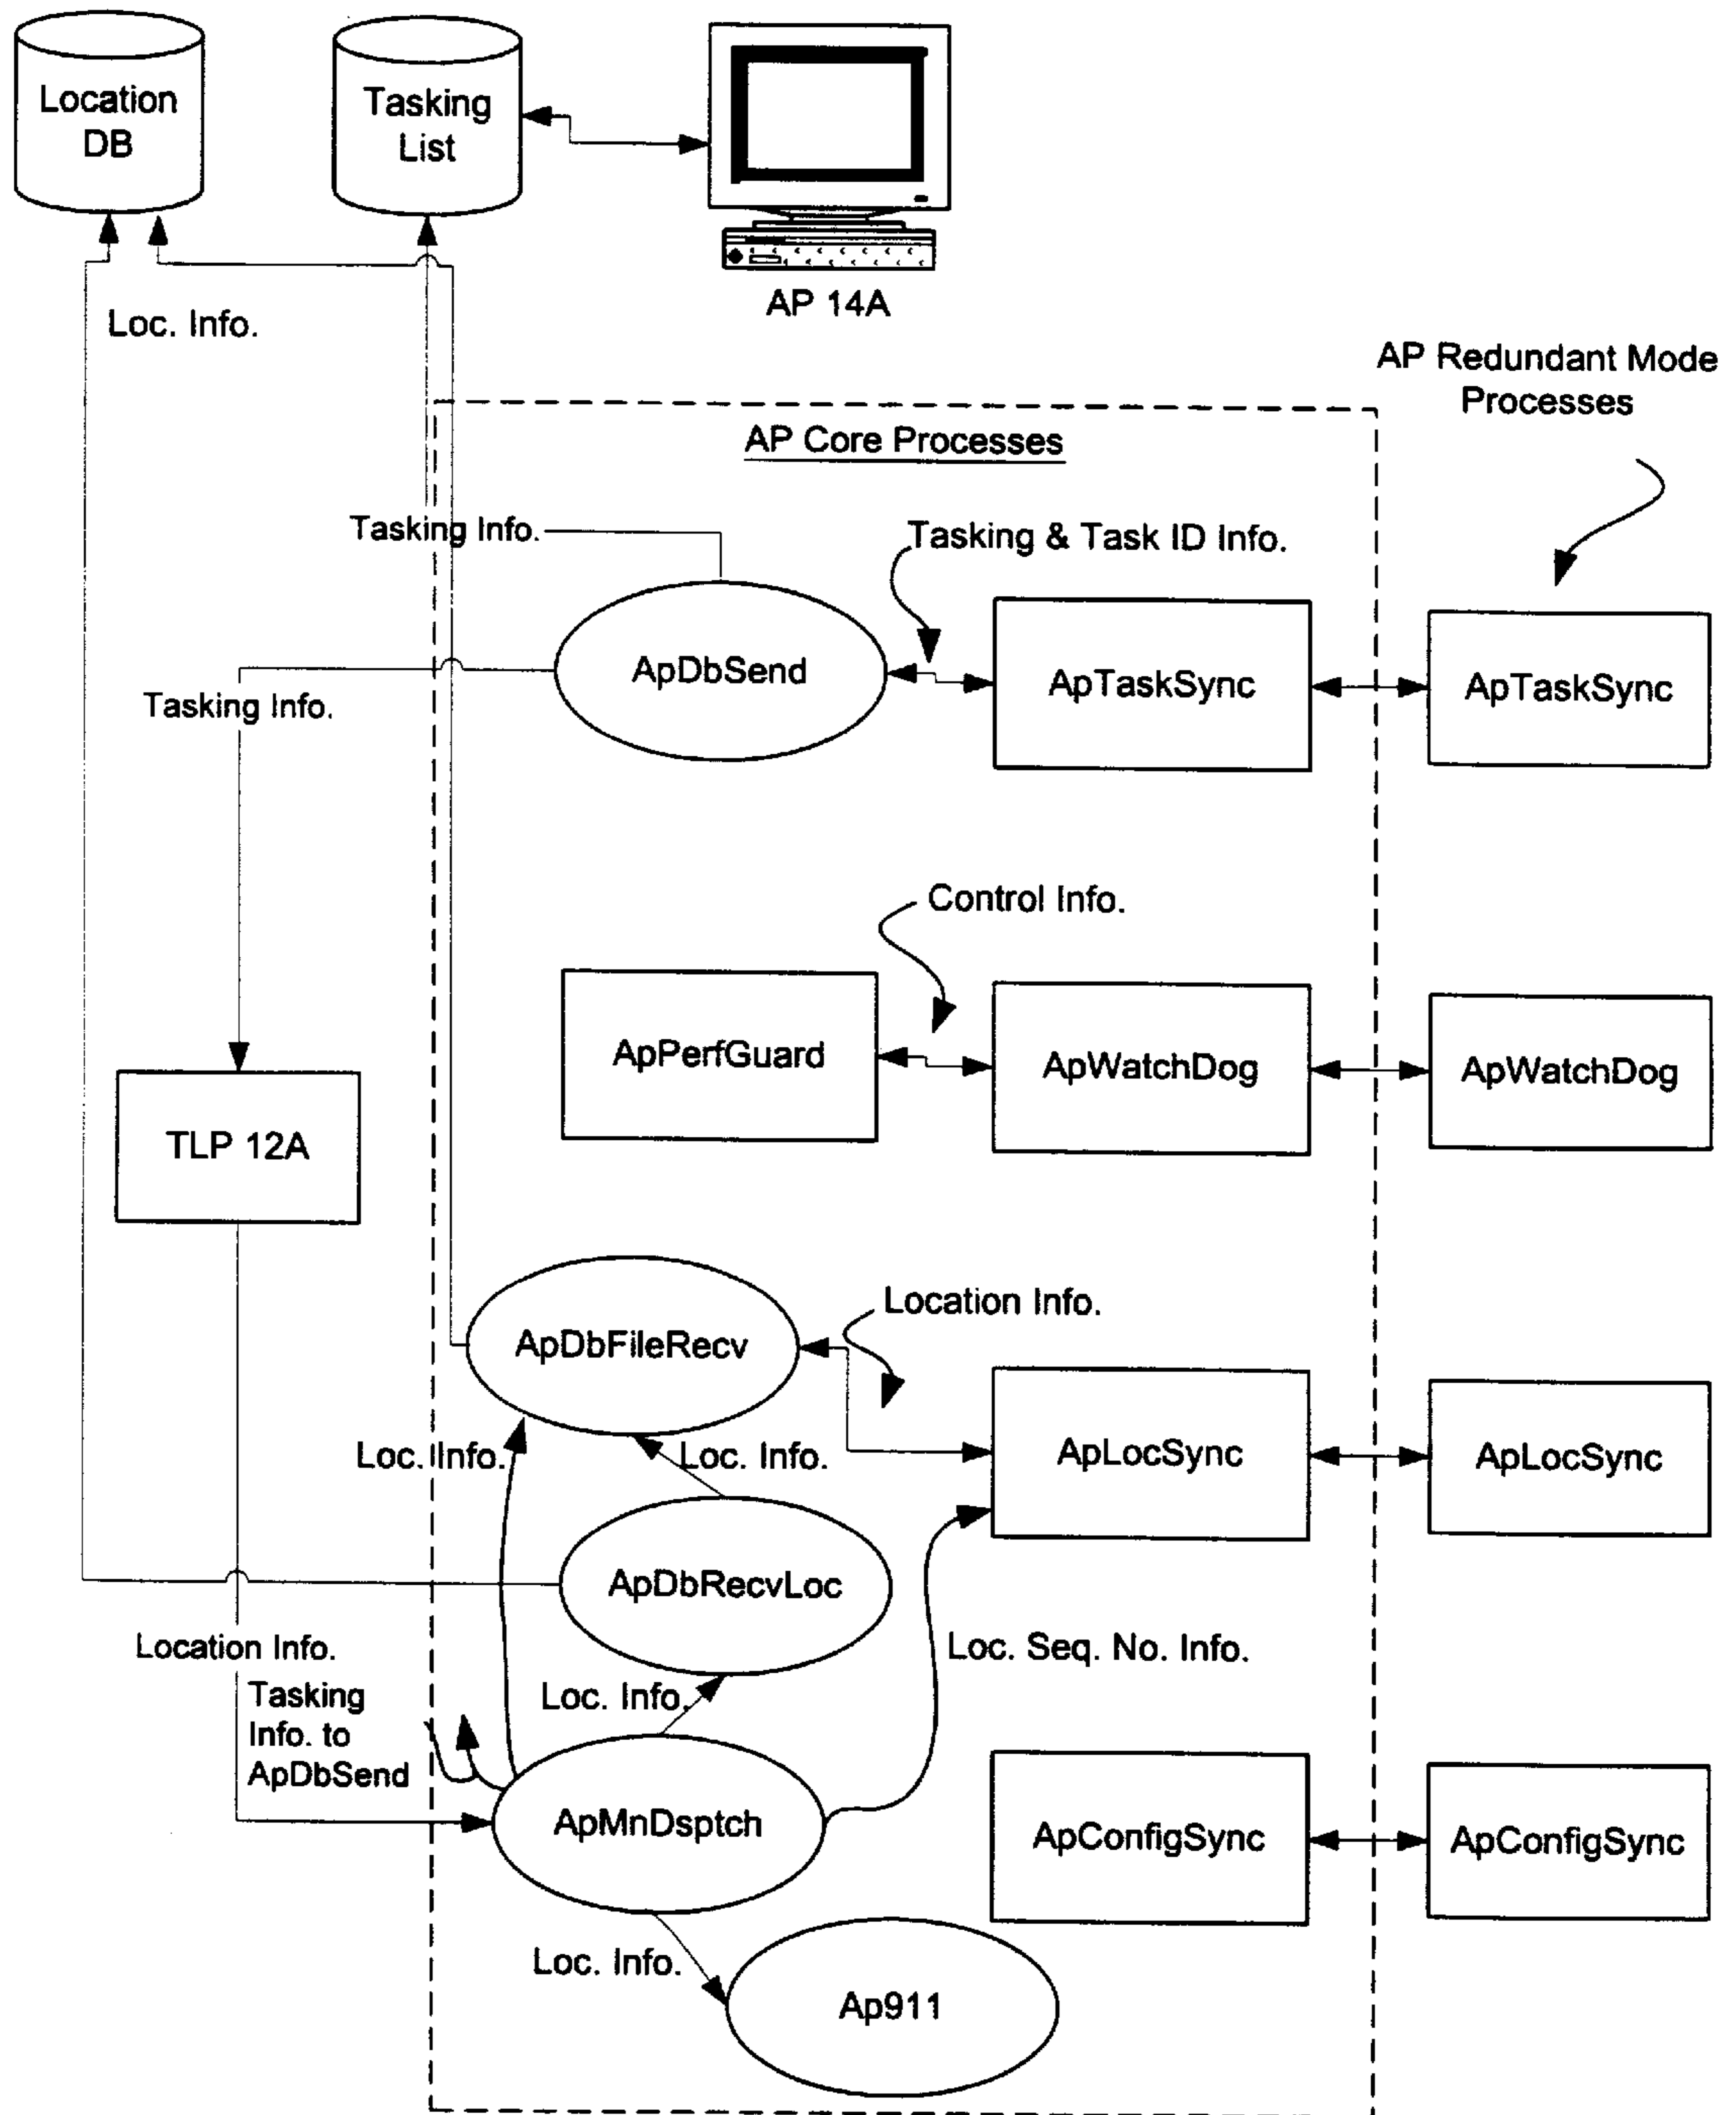 Location
DB
Tasking
List
AP 14A
Loc. Info.
AP Redundant Mode
Processes
AP Core Processes
Tasking Info.
Tasking & Task ID Info.
ApDbSend
ApTaskSync
ApTaskSync
Tasking Info.
Control Info.
ApPerfGuard
ApWatchDog
ApWatchDog
TLP 12A
Location Info.
ApDbFileRecv
Loc. Info.
Loc. Info.
ApLocSync
ApLocSync
ApDbRecvLoc
Location Info.
Loc. Seq. No. Info.
Tasking
Info. to
ApDbSend
Loc. Info.
ApMnDsptch
ApConfigSync
ApConfigSync
Loc. Info.
Ap911